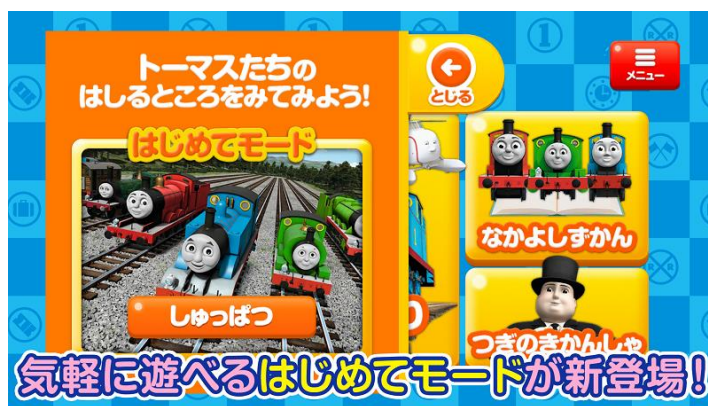 トーマスたちの
はしるところをみてみよう!
はじめてモード
しゅっぱつ
とじる
メニュー
なかよしずかん
つぎのきかんしゃ
気軽に遊べるはじめてモードが新登場!